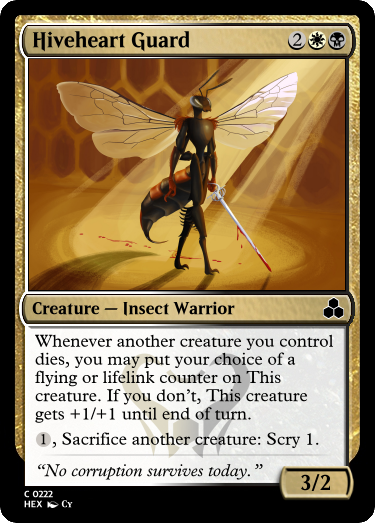 Hiveheart Guard 2
Creature — Insect Warrior
Whenever another creature you control
dies, you may put your choice of a
flying or lifelink counter on This
creature. If you don't, This creature
gets +1/+1 until end of turn.
1, Sacrifice another creature: Scry 1.
"No corruption survives today."
3/2
C 0222
HEX Cy